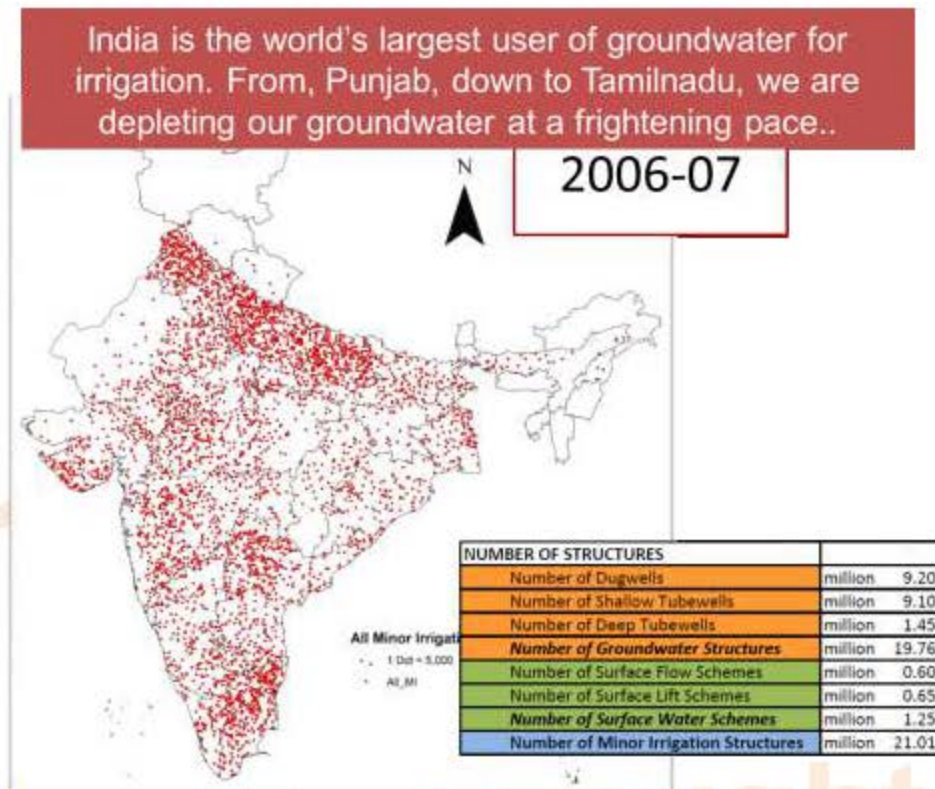 India is the world's largest user of groundwater for
irrigation. From, Punjab, down to Tamilnadu, we are
depleting our groundwater at a frightening pace..
N
2006-07
NUMBER OF STRUCTURES
Number of Dugwells million 9.20
Number of Shallow Tubewells million 9.10
Number of Deep Tubewells million 1.45
Number of Groundwater Structures million 19.76
Number of Surface Flow Schemes million 0.60
Number of Surface Lift Schemes million 0.65
Number of Surface Water Schemes million 1.25
Number of Minor Irrigation Structures million 21.01
All Minor Irrigati
1 Dot = 5,000
All_MI